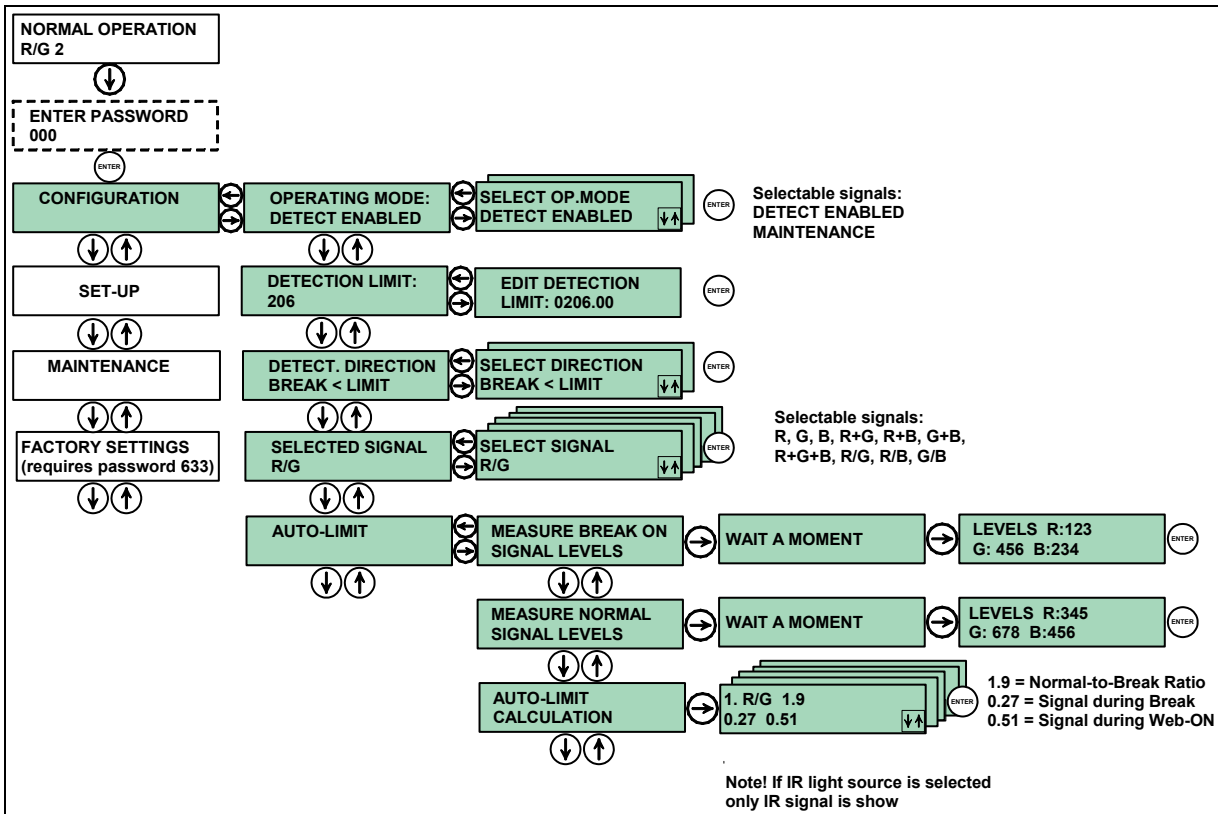 NORMAL OPERATION
R/G 2
ENTER PASSWORD
000
ENTER
CONFIGURATION
OPERATING MODE:
DETECT ENABLED
SELECT OP.MODE
DETECT ENABLED
ENTER
Selectable signals:
DETECT ENABLED
MAINTENANCE
SET-UP
DETECTION LIMIT:
206
EDIT DETECTION
LIMIT: 0206.00
ENTER
MAINTENANCE
DETECT. DIRECTION
BREAK < LIMIT
SELECT DIRECTION
BREAK < LIMIT
ENTER
FACTORY SETTINGS
(requires password 633)
SELECTED SIGNAL
R/G
SELECT SIGNAL
R/G
ENTER
Selectable signals:
R, G, B, R+G, R+B, G+B,
R+G+B, R/G, R/B, G/B
AUTO-LIMIT
MEASURE BREAK ON
SIGNAL LEVELS
WAIT A MOMENT
LEVELS R:123
G: 456 B:234
ENTER
MEASURE NORMAL
SIGNAL LEVELS
WAIT A MOMENT
LEVELS R:345
G: 678 B:456
ENTER
AUTO-LIMIT
CALCULATION
1. R/G 1.9
0.27 0.51
ENTER
1.9 = Normal-to-Break Ratio
0.27 = Signal during Break
0.51 = Signal during Web-ON
Note! If IR light source is selected
only IR signal is show